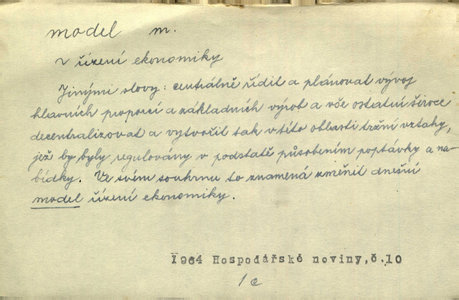 model m.
v řízení ekonomiky
Jinými slovy: centrálně řídit a plánovat vývoj
hlavních proporcí a základních výrob a vše ostatní široce
decentralizovat a vytvořit tak v této oblasti tržní vztahy,
jež by byly regulovány v podstatě působením poptávky a na-
bídky. Ve svém souhrnu to znamená změnit dnešní
model řízení ekonomiky.
1964 Hospodářské noviny,č.10
1a